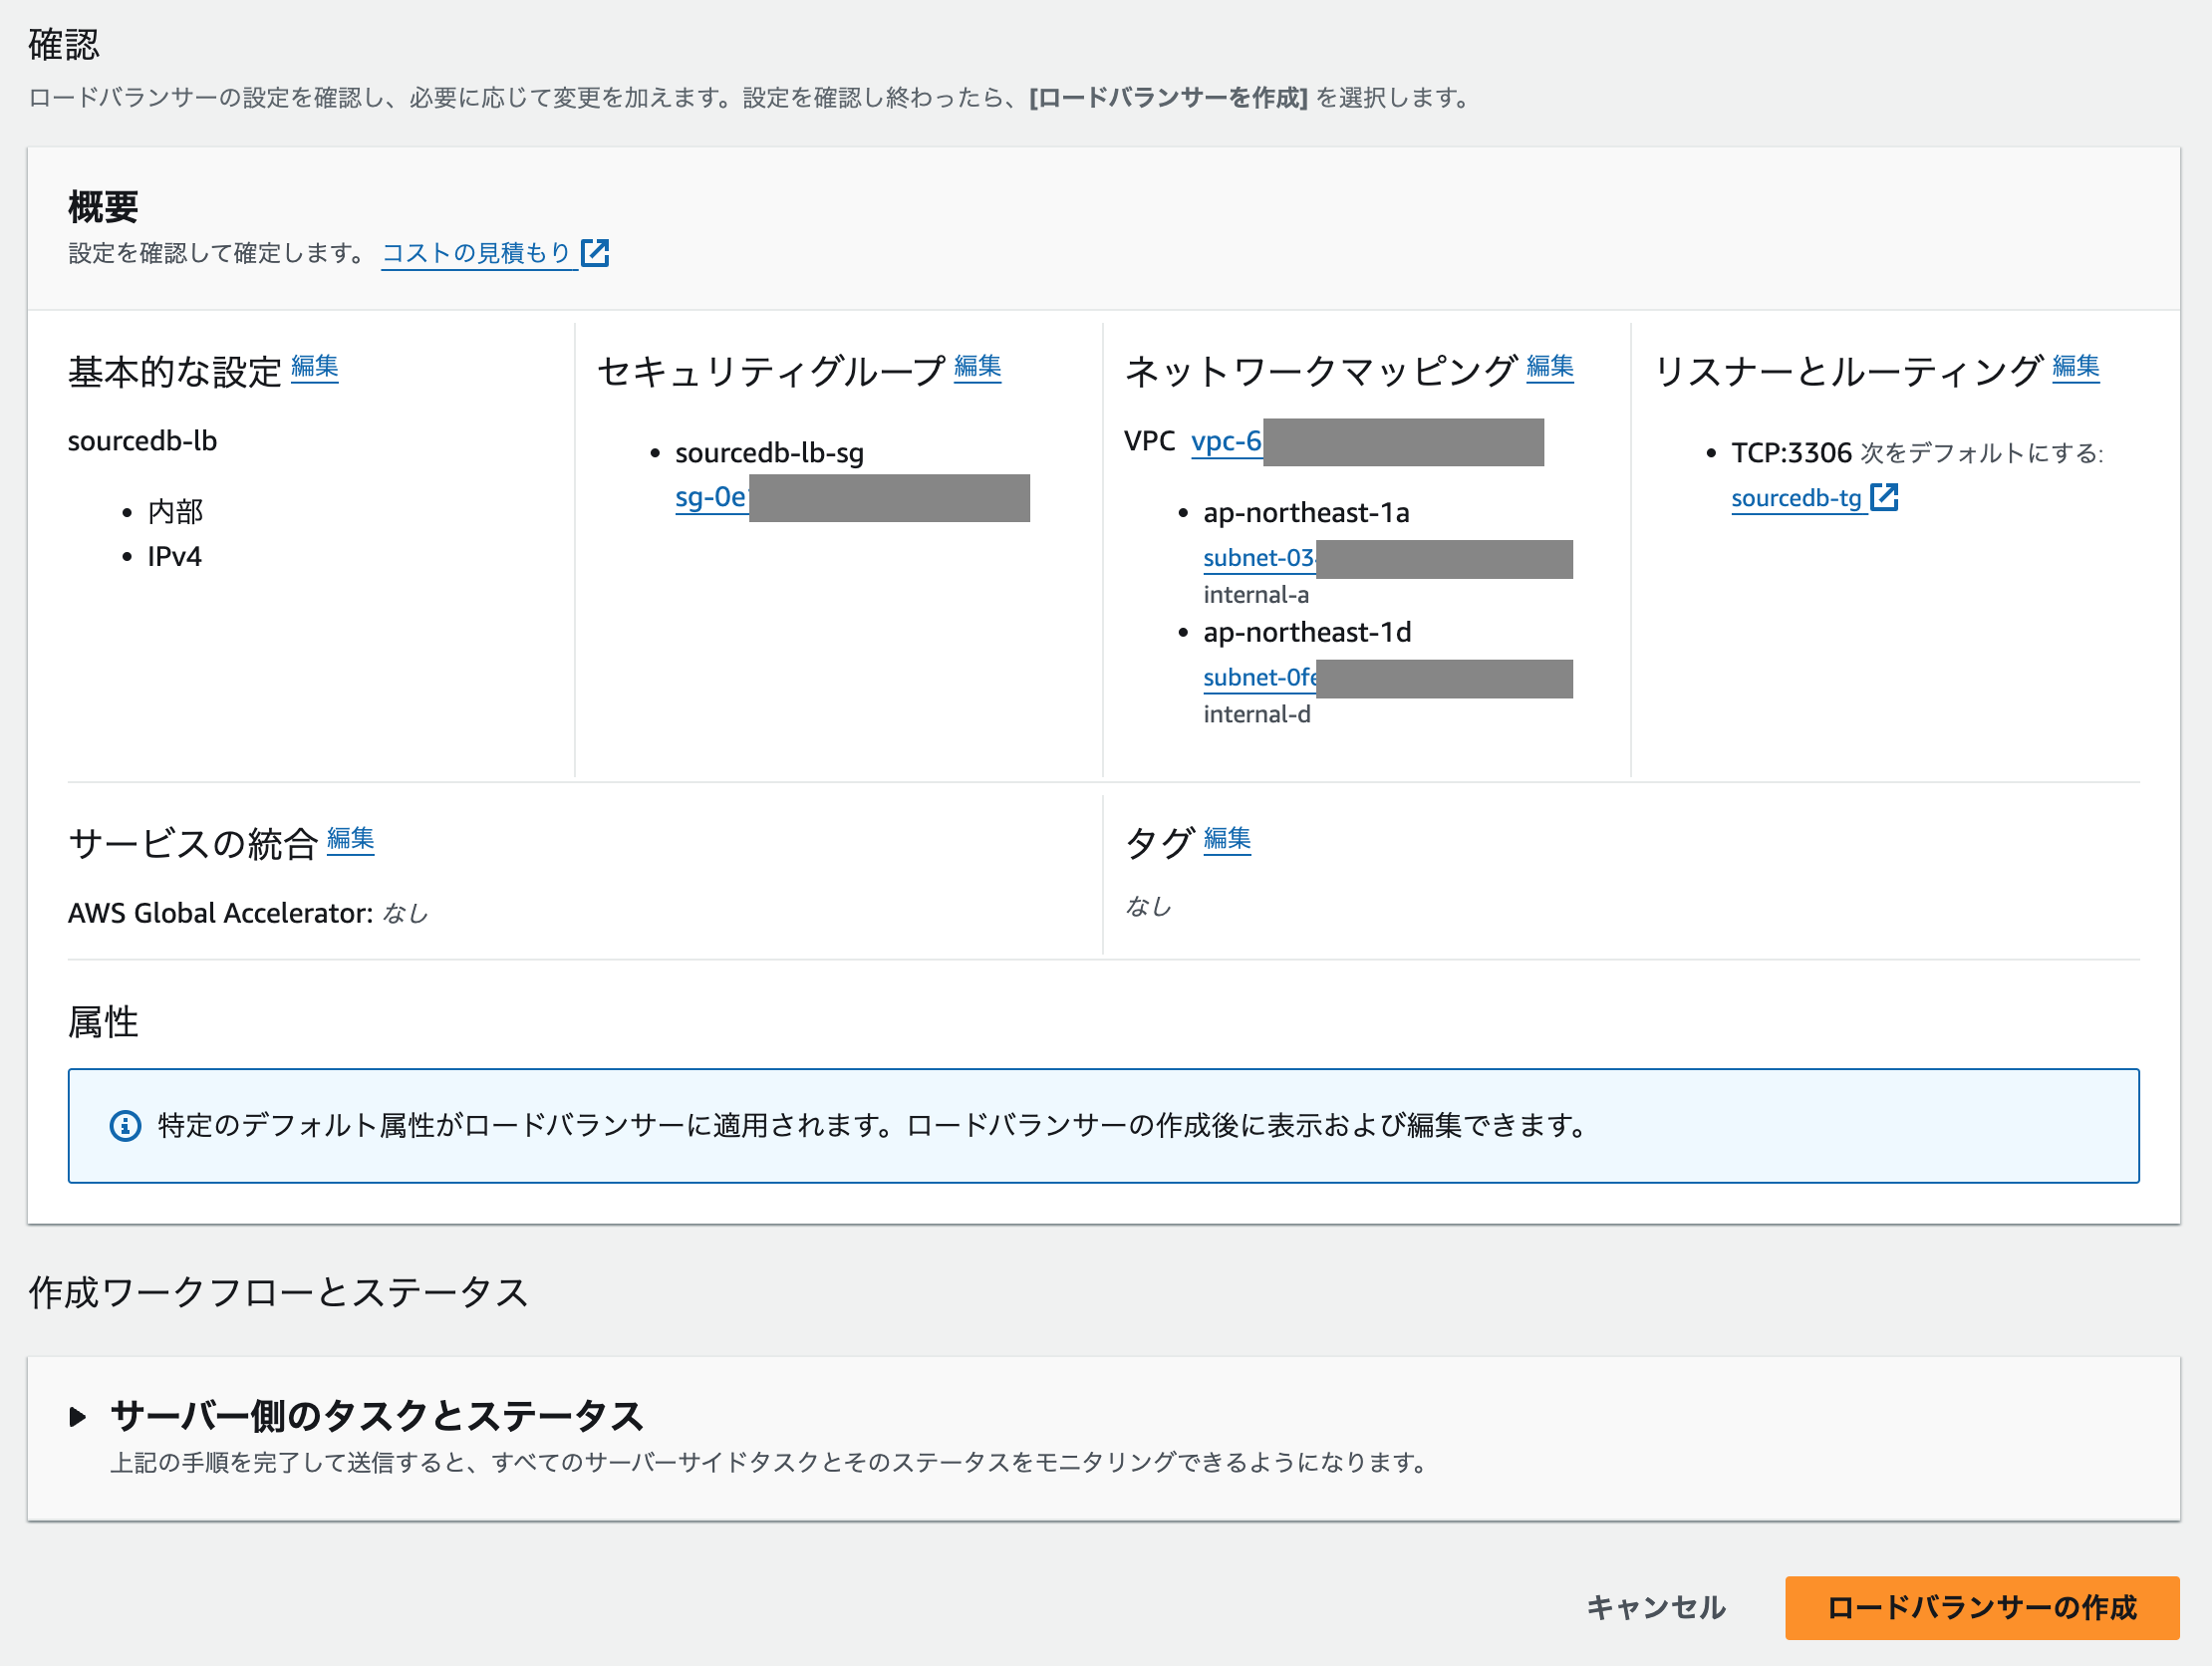 確認
ロードバランサーの設定を確認し、必要に応じて変更を加えます。設定を確認し終わったら、[ロードバランサーを作成] を選択します。
概要
設定を確認して確定します。 コストの見積もり
基本的な設定 編集
sourcedb-lb
• 内部
• IPv4
セキュリティグループ 編集
• sourcedb-lb-sg
sg-0e
ネットワークマッピング 編集
VPC vpc-6
• ap-northeast-1a
subnet-03
internal-a
• ap-northeast-1d
subnet-0fe
internal-d
リスナーとルーティング 編集
• TCP:3306 次をデフォルトにする:
sourcedb-tg
サービスの統合 編集
AWS Global Accelerator: なし
タグ 編集
なし
属性
特定のデフォルト属性がロードバランサーに適用されます。ロードバランサーの作成後に表示および編集できます。
作成ワークフローとステータス
サーバー側のタスクとステータス
上記の手順を完了して送信すると、すべてのサーバーサイドタスクとそのステータスをモニタリングできるようになります。
キャンセル
ロードバランサーの作成